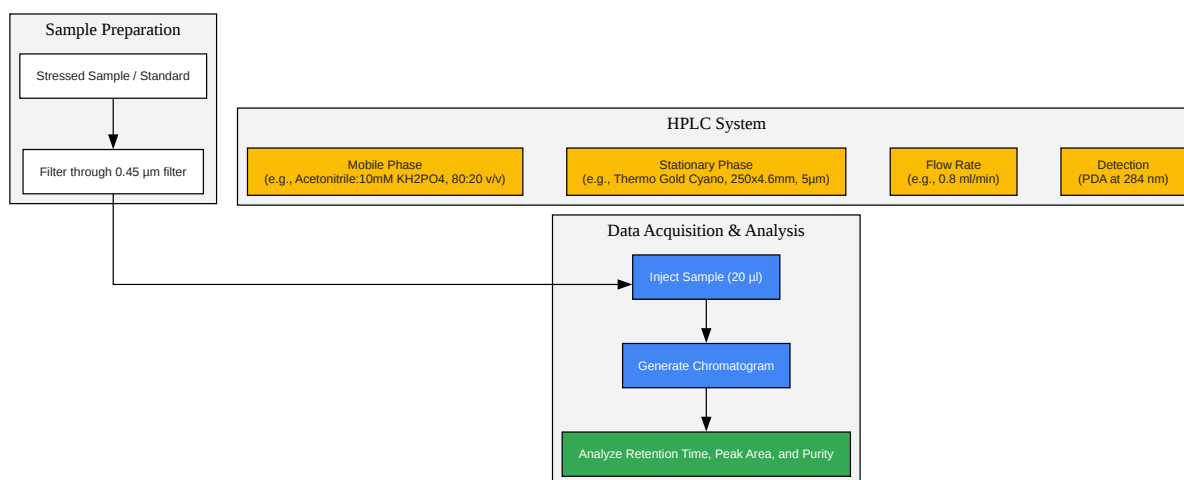 Sample Preparation
Stressed Sample / Standard
Filter through 0.45 µm filter
HPLC System
Mobile Phase
(e.g., Acetonitrile:10mM KH2PO4, 80:20 v/v)
Stationary Phase
(e.g., Thermo Gold Cyano, 250x4.6mm, 5µm)
Flow Rate
(e.g., 0.8 ml/min)
Detection
(PDA at 284 nm)
Data Acquisition & Analysis
Inject Sample (20 µl)
Generate Chromatogram
Analyze Retention Time, Peak Area, and Purity